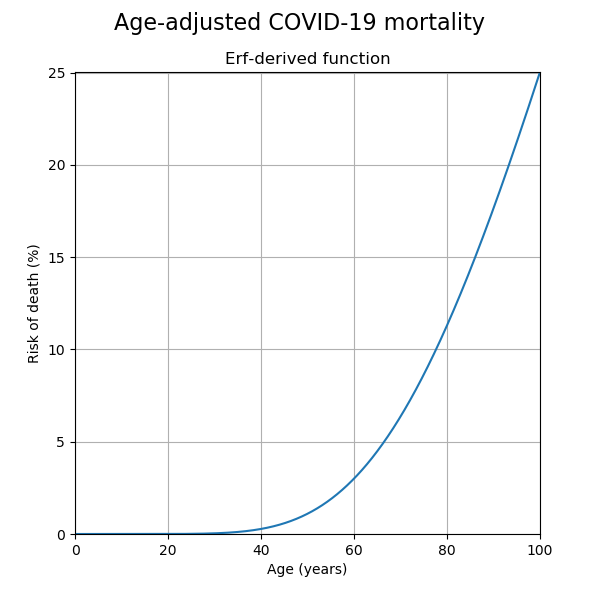 Age-adjusted COVID-19 mortality
Erf-derived function
25
20
15
10
5
0
Risk of death (%)
0 20 40 60 80 100
Age (years)